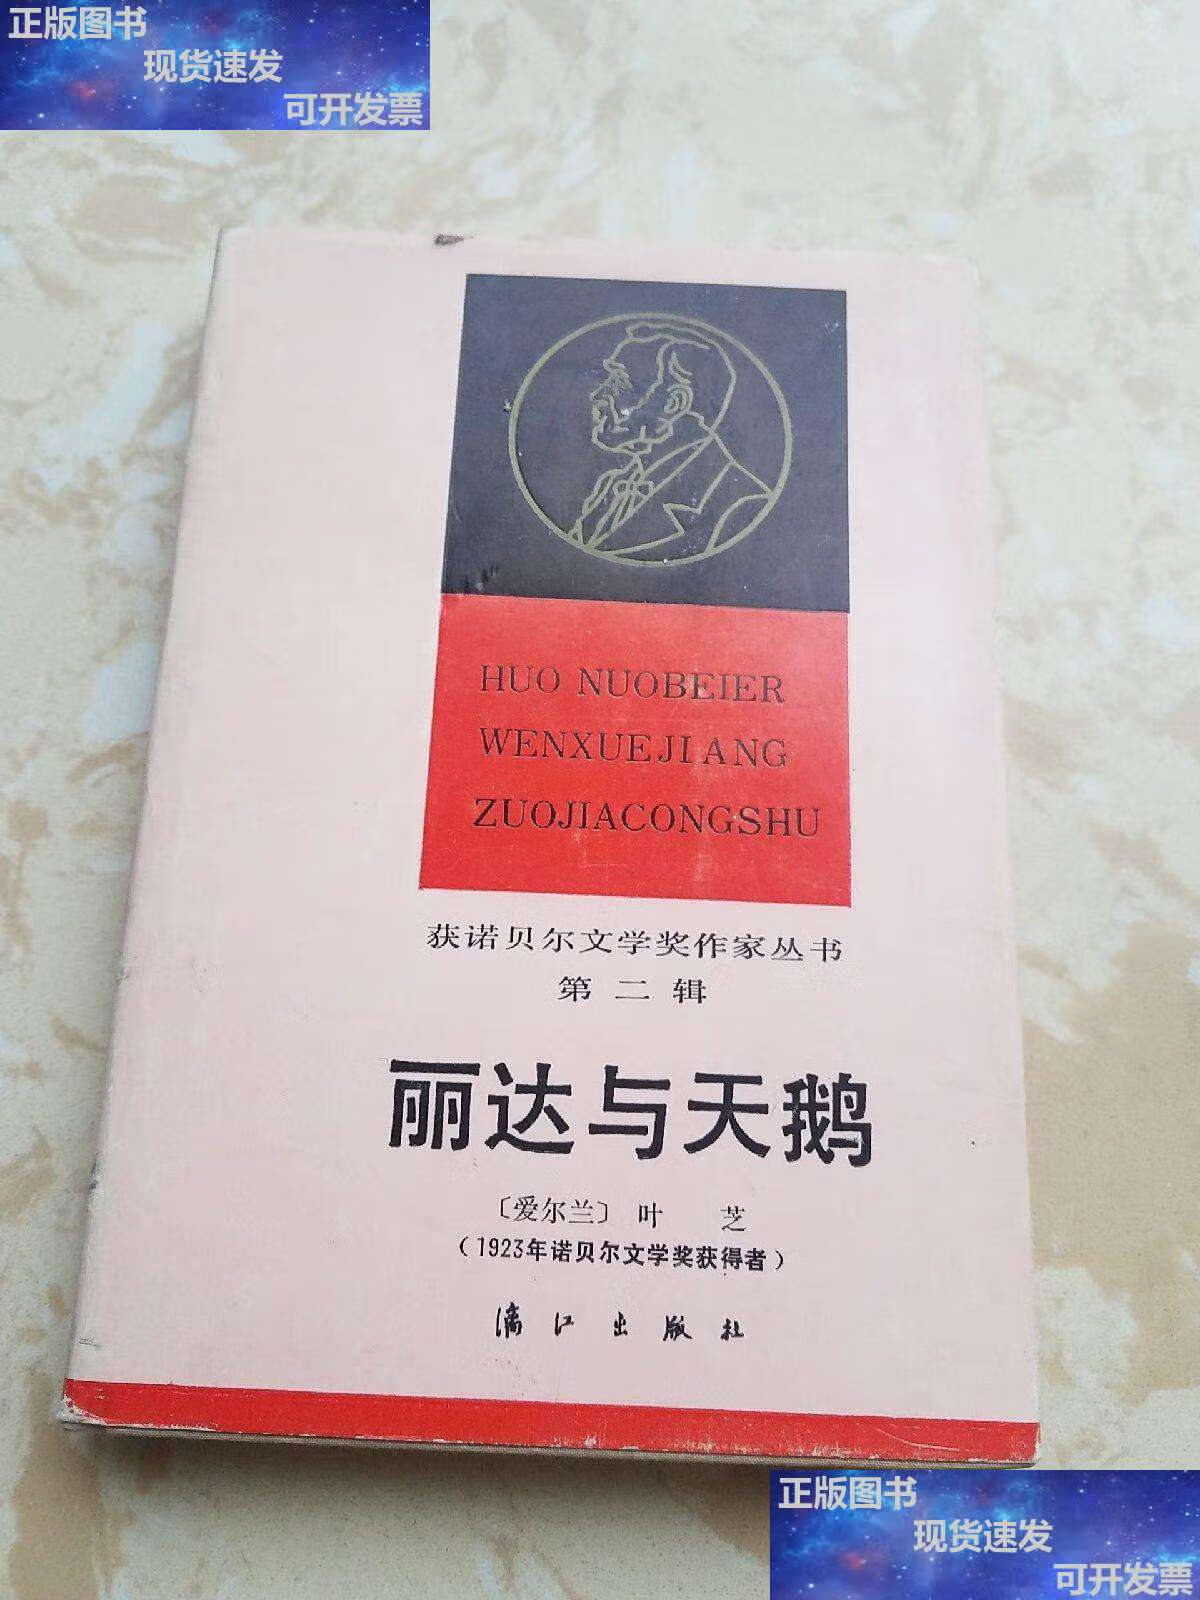 正版图书
现货速发
可开发票
HUO NUOBEIER
WENXUEJIANG
ZUOJIACONGSHU
获诺贝尔文学奖作家丛书
第二辑
丽达与天鹅
〔爱尔兰〕叶 芝
（1923年诺贝尔文学奖获得者）
漓江出版社
正版图书
现货速发
可开发票